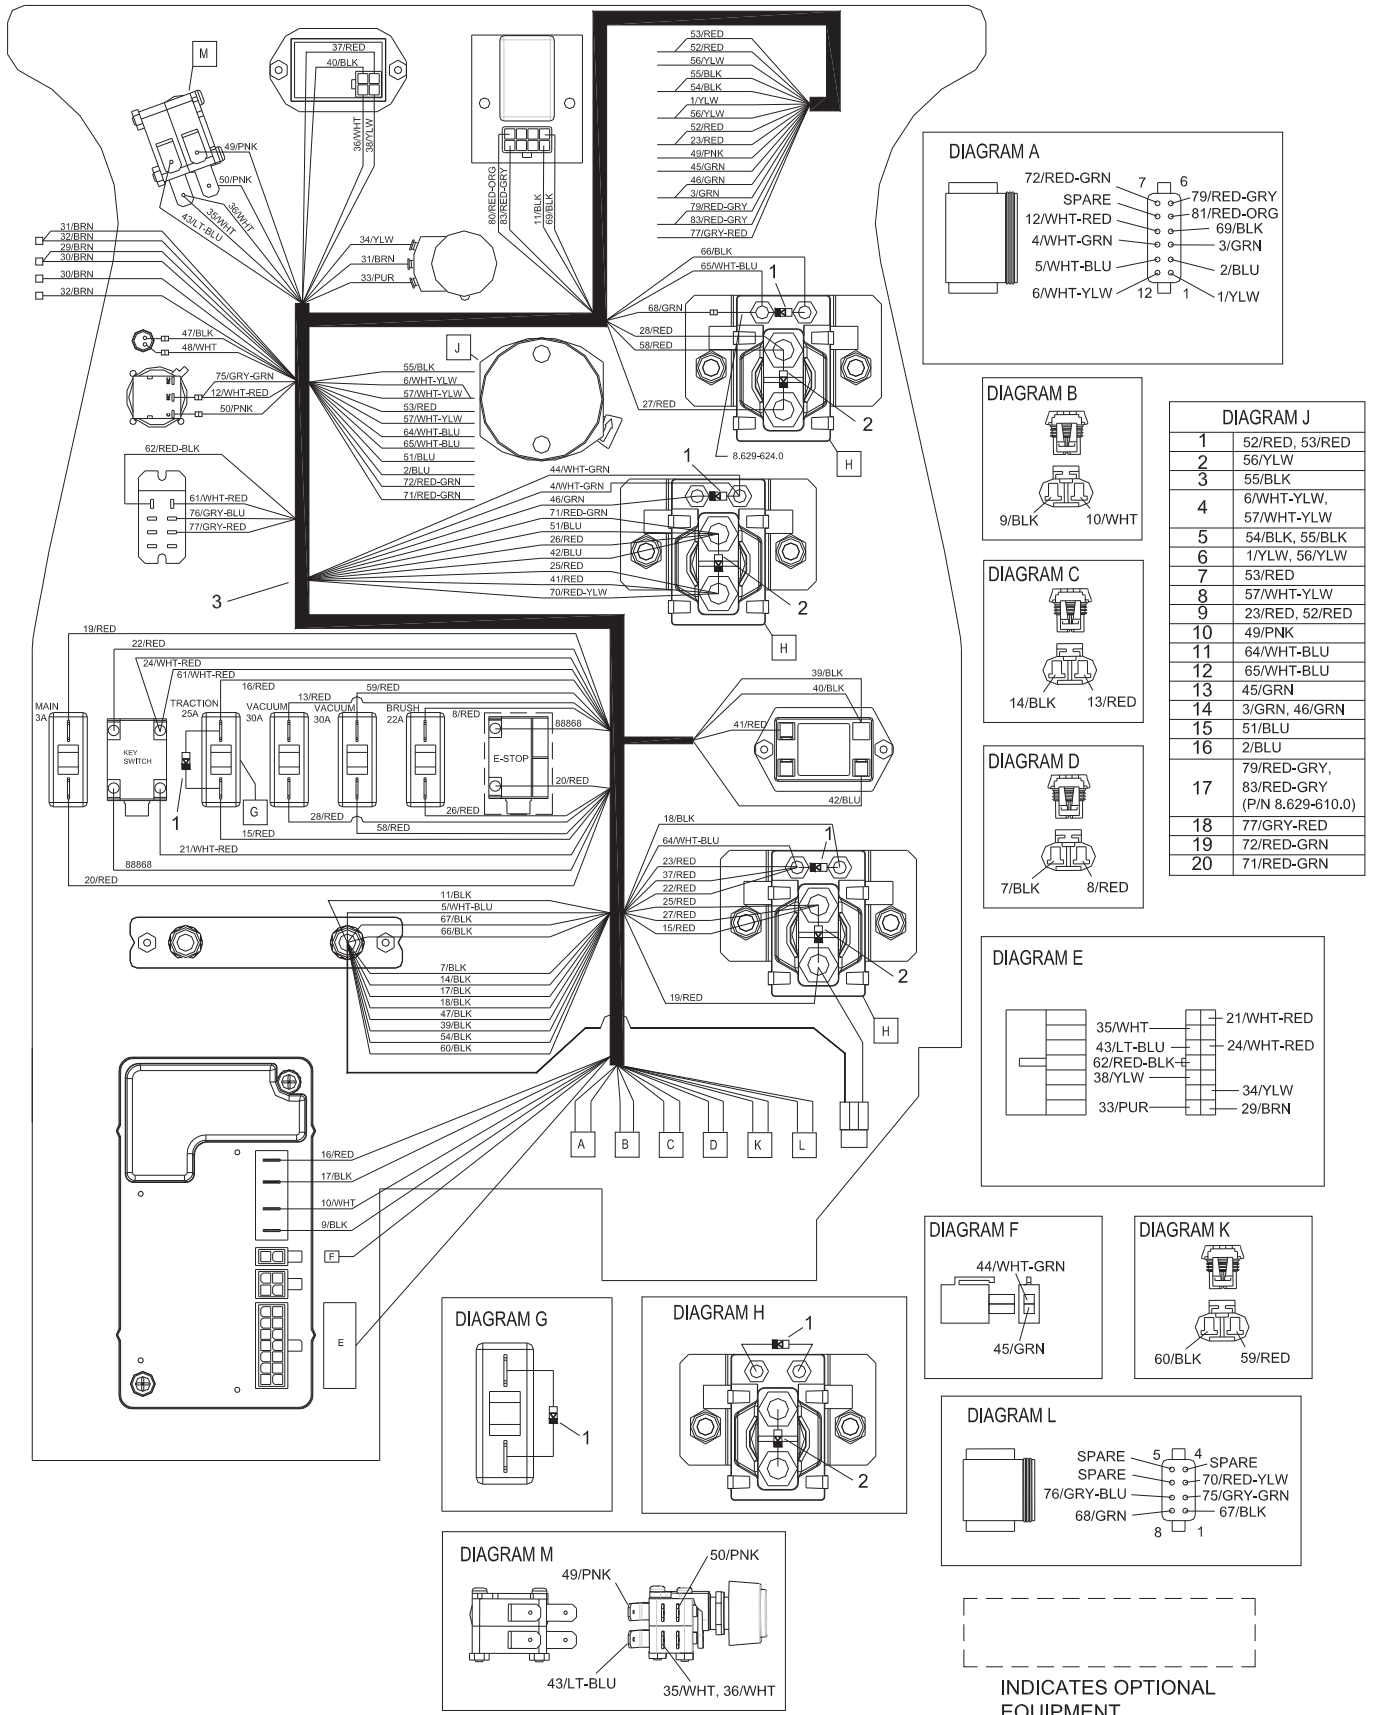 M
37/RED
40/BLK
36/WHT
38/YLW
49/PNK
50/PNK
36/WHT
35/WHT
43/LT-BLU
80/RED-ORG
83/RED-GRY
11/BLK
69/BLK
53/RED
52/RED
56/YLW
55/BLK
54/BLK
1/YLW
56/YLW
52/RED
23/RED
49/PNK
45/GRN
46/GRN
3/GRN
79/RED-GRY
83/RED-GRY
77/GRY-RED
31/BRN
32/BRN
29/BRN
30/BRN
30/BRN
32/BRN
34/YLW
31/BRN
33/PUR
47/BLK
48/WHT
75/GRY-GRN
12/WHT-RED
50/PNK
62/RED-BLK
61/WHT-RED
76/GRY-BLU
77/GRY-RED
3
J
55/BLK
6/WHT-YLW
57/WHT-YLW
53/RED
57/WHT-YLW
64/WHT-BLU
65/WHT-BLU
51/BLU
2/BLU
72/RED-GRN
71/RED-GRN
66/BLK
65/WHT-BLU
1
68/GRN
28/RED
58/RED
27/RED
2
8.629-624.0
H
44/WHT-GRN
1
4/WHT-GRN
46/GRN
71/RED-GRN
51/BLU
26/RED
42/BLU
25/RED
41/RED
70/RED-YLW
2
H
19/RED
22/RED
24/WHT-RED
61/WHT-RED
16/RED
13/RED
59/RED
8/RED
MAIN
3A
KEY
SWITCH
TRACTION
25A
VACUUM
30A
VACUUM
30A
BRUSH
22A
E-STOP
88868
20/RED
1
G
15/RED
28/RED
58/RED
26/RED
21/WHT-RED
88868
20/RED
39/BLK
40/BLK
41/RED
42/BLU
18/BLK
64/WHT-BLU
1
23/RED
37/RED
22/RED
25/RED
27/RED
15/RED
19/RED
2
H
11/BLK
5/WHT-BLU
67/BLK
66/BLK
7/BLK
14/BLK
17/BLK
18/BLK
47/BLK
39/BLK
54/BLK
60/BLK
A
B
C
D
K
L
16/RED
17/BLK
10/WHT
9/BLK
F
E
DIAGRAM A
72/RED-GRN
7
6
79/RED-GRY
SPARE
81/RED-ORG
12/WHT-RED
69/BLK
4/WHT-GRN
3/GRN
5/WHT-BLU
2/BLU
6/WHT-YLW
12
1
1/YLW
DIAGRAM B
9/BLK
10/WHT
DIAGRAM C
14/BLK
13/RED
DIAGRAM D
7/BLK
8/RED
DIAGRAM J
1 52/RED, 53/RED
2 56/YLW
3 55/BLK
4 6/WHT-YLW,
57/WHT-YLW
5 54/BLK, 55/BLK
6 1/YLW, 56/YLW
7 53/RED
8 57/WHT-YLW
9 23/RED, 52/RED
10 49/PNK
11 64/WHT-BLU
12 65/WHT-BLU
13 45/GRN
14 3/GRN, 46/GRN
15 51/BLU
16 2/BLU
17 79/RED-GRY,
83/RED-GRY
(P/N 8.629-610.0)
18 77/GRY-RED
19 72/RED-GRN
20 71/RED-GRN
DIAGRAM E
35/WHT
21/WHT-RED
43/LT-BLU
24/WHT-RED
62/RED-BLK
38/YLW
34/YLW
33/PUR
29/BRN
DIAGRAM F
44/WHT-GRN
45/GRN
DIAGRAM K
60/BLK
59/RED
DIAGRAM G
1
DIAGRAM H
1
2
DIAGRAM L
SPARE
5
4
SPARE
SPARE
70/RED-YLW
76/GRY-BLU
75/GRY-GRN
68/GRN
67/BLK
8
1
DIAGRAM M
49/PNK
50/PNK
43/LT-BLU
35/WHT, 36/WHT
INDICATES OPTIONAL
EQUIPMENT